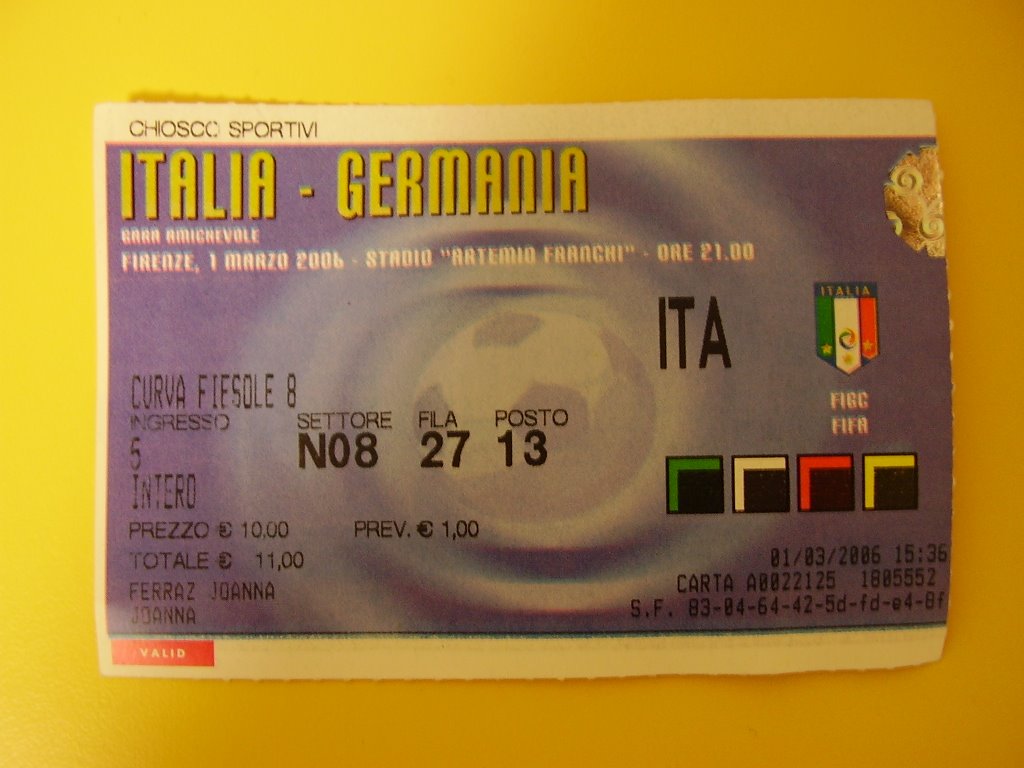 CHIOSCO SPORTIVI
ITALIA - GERMANIA
GARA AMICHEVOLE
FIRENZE, 1 MARZO 2006 - STADIO "ARTEMIO FRANCHI" - ORE 21.00
ITA
ITALIA
FIGC
FIFA
CURVA FIESOLE 8
INGRESSO SETTORE FILA POSTO
5 N08 27 13
INTERO
PREZZO € 10,00 PREV. € 1,00
TOTALE € 11,00
FERRAZ JOANNA
JOANNA
01/03/2006 15:36
CARTA A0022125 1805552
S.F. 83-04-64-42-5d-fd-e4-8f
VALID